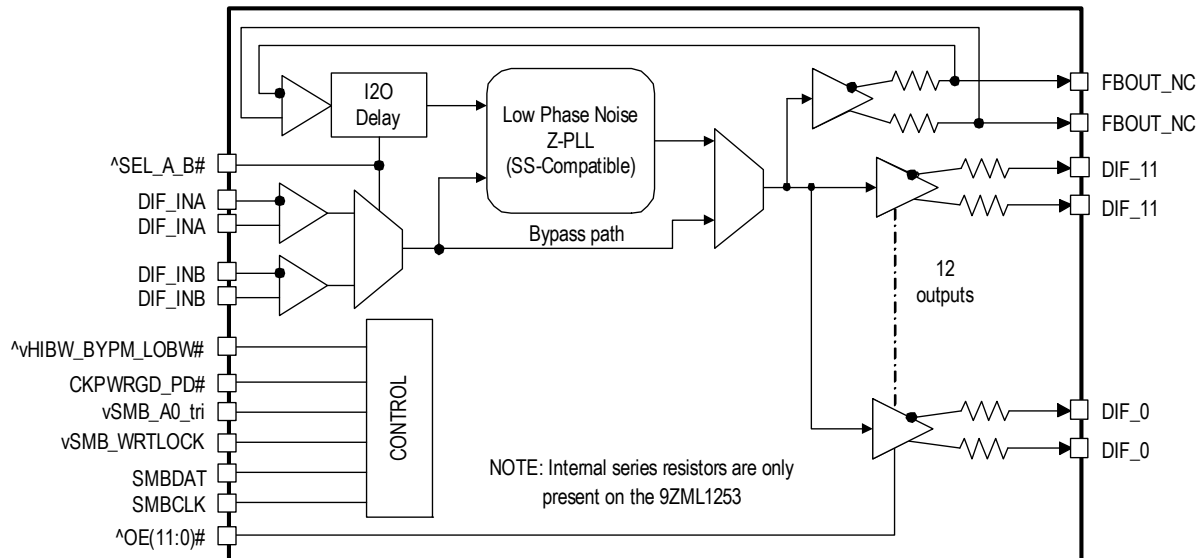 I2O
Delay
Low Phase Noise
Z-PLL
(SS-Compatible)
FBOUT_NC
FBOUT_NC
^SEL_A_B#
DIF_INA
DIF_INA
DIF_INB
DIF_INB
Bypass path
DIF_11
DIF_11
12
outputs
^vHIBW_BYPM_LOBW#
CKPWRGD_PD#
vSMB_A0_tri
vSMB_WRTLOCK
SMBDAT
SMBCLK
^OE(11:0)#
CONTROL
NOTE: Internal series resistors are only
present on the 9ZML1253
DIF_0
DIF_0